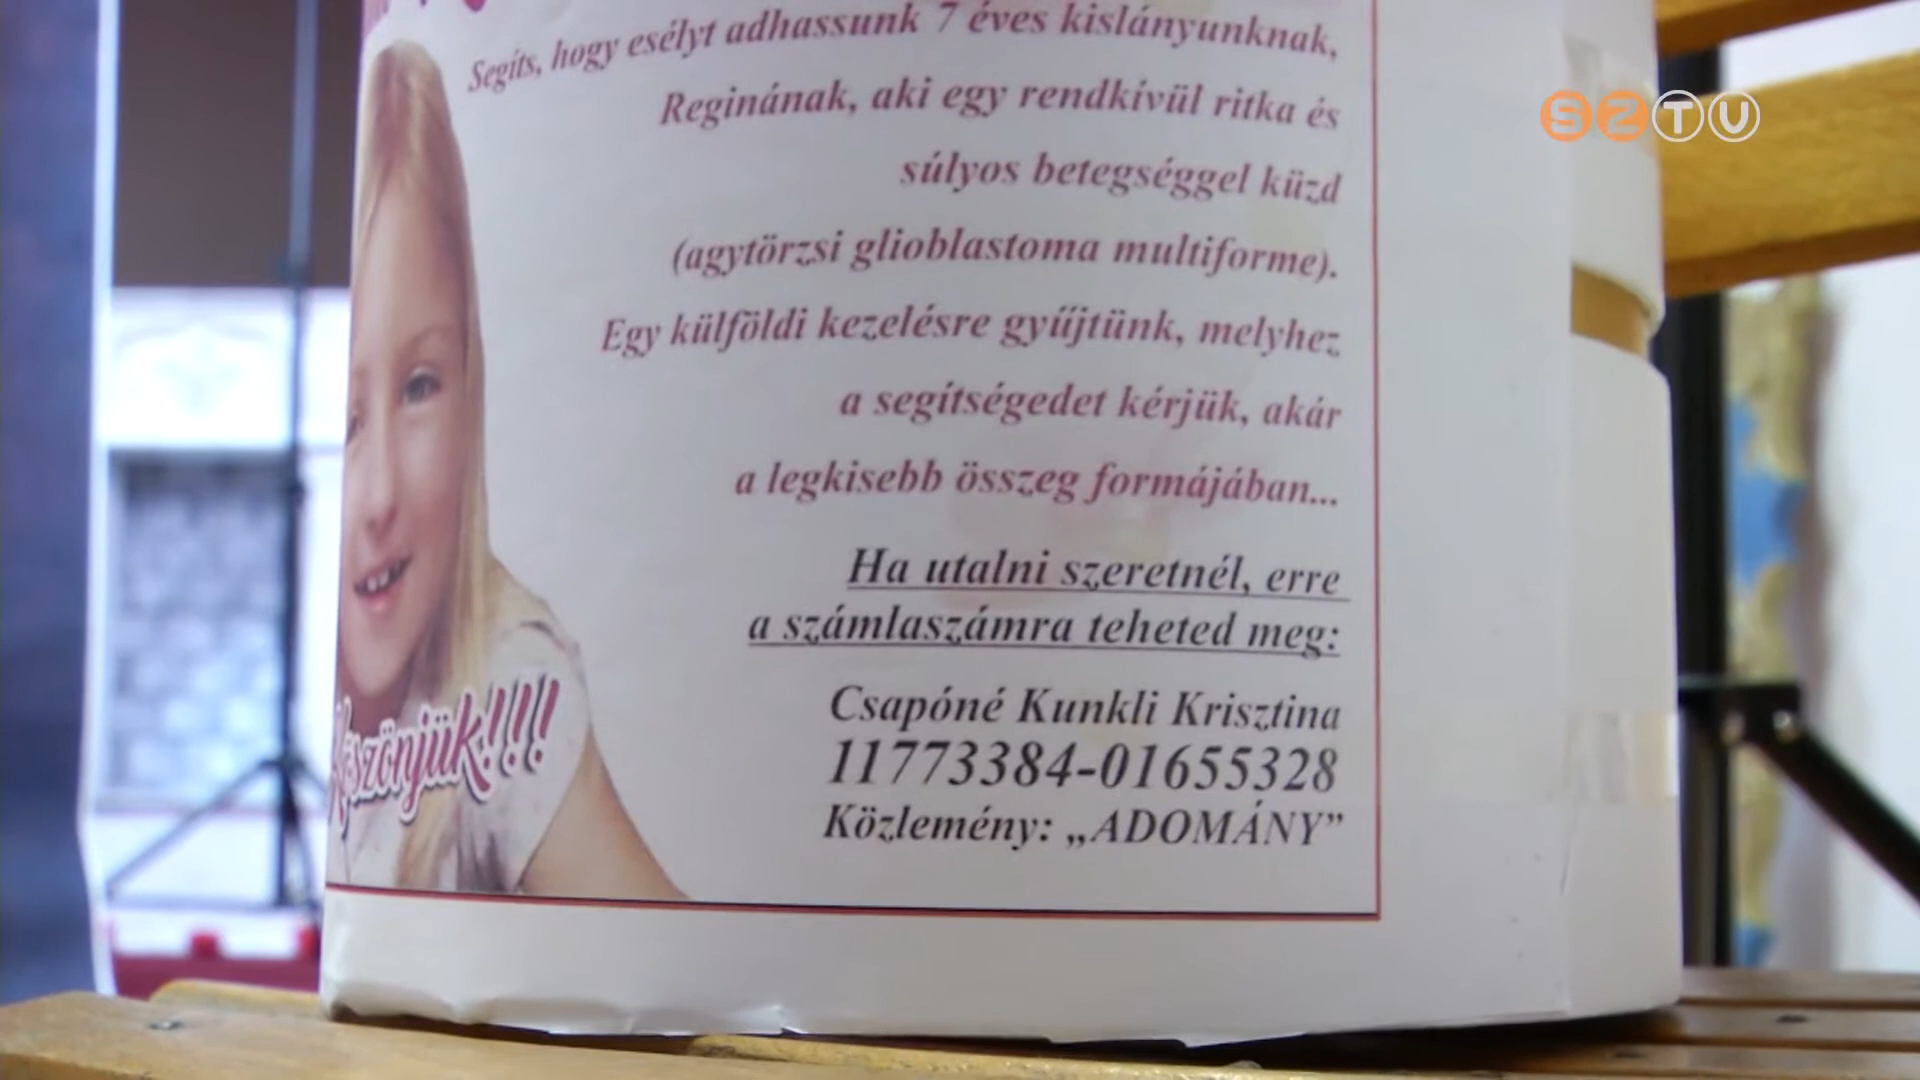 Segíts, hogy esélyt adhassunk 7 éves kislányunknak,
Reginának, aki egy rendkívül ritka és
súlyos betegséggel küzd
(agytörzsi glioblastoma multiforme).
Egy külföldi kezelésre gyűjtünk, melyhez
a segítségedet kérjük, akár
a legkisebb összeg formájában...
Ha utalni szeretnél, erre
a számlaszámra teheted meg:
Csapóné Kunkli Krisztina
11773384-01655328
Közlemény: „ADOMÁNY”
Köszönjük!!!!
SZTV